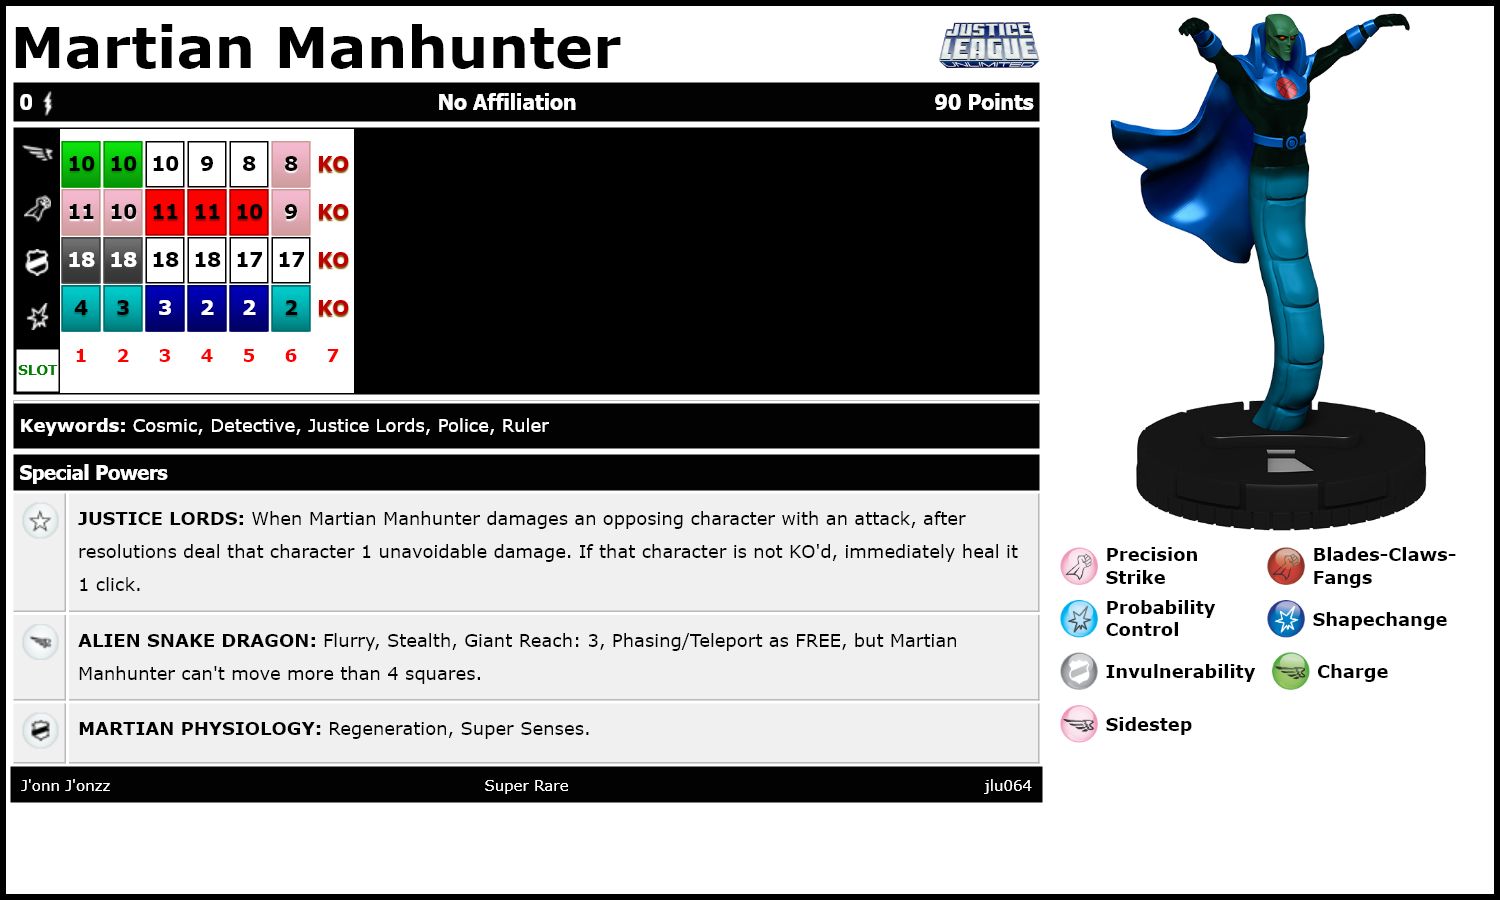 Martian Manhunter
JUSTICE
LEAGUE
UNLIMITED
0 No Affiliation 90 Points
10 10 10 9 8 8 KO
11 10 11 11 10 9 KO
18 18 18 18 17 17 KO
4 3 3 2 2 2 KO
SLOT 1 2 3 4 5 6 7
Keywords: Cosmic, Detective, Justice Lords, Police, Ruler
Special Powers
JUSTICE LORDS: When Martian Manhunter damages an opposing character with an attack, after
resolutions deal that character 1 unavoidable damage. If that character is not KO'd, immediately heal it
1 click.
ALIEN SNAKE DRAGON: Flurry, Stealth, Giant Reach: 3, Phasing/Teleport as FREE, but Martian
Manhunter can't move more than 4 squares.
MARTIAN PHYSIOLOGY: Regeneration, Super Senses.
J'onn J'onzz Super Rare jlu064
Precision
Strike
Blades-Claws-
Fangs
Probability
Control
Shapechange
Invulnerability
Charge
Sidestep